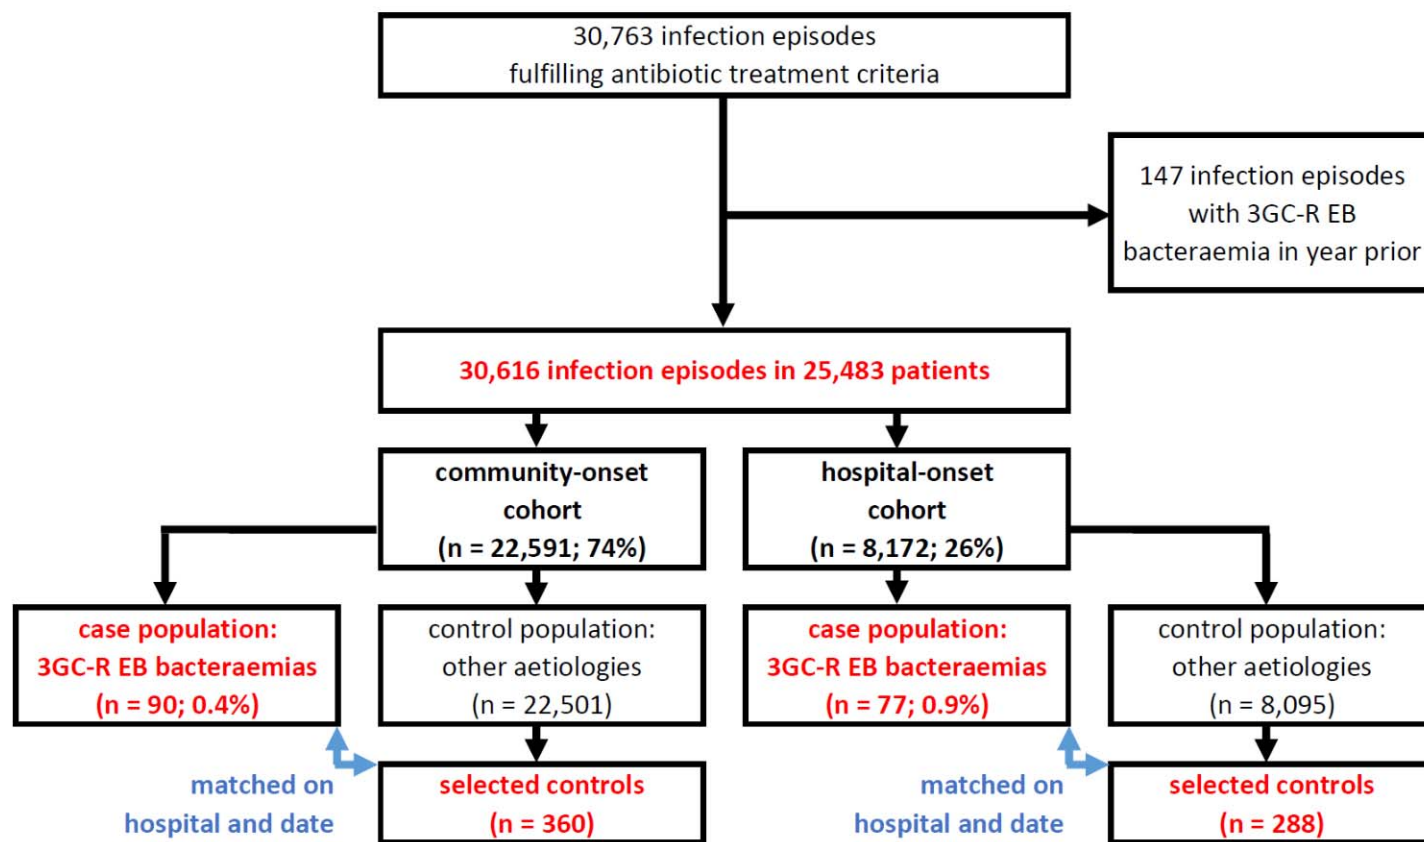 30,763 infection episodes
fulfilling antibiotic treatment criteria
147 infection episodes
with 3GC-R EB
bacteraemia in year prior
30,616 infection episodes in 25,483 patients
community-onset
cohort
(n = 22,591; 74%)
hospital-onset
cohort
(n = 8,172; 26%)
case population:
3GC-R EB bacteraemias
(n = 90; 0.4%)
control population:
other aetiologies
(n = 22,501)
case population:
3GC-R EB bacteraemias
(n = 77; 0.9%)
control population:
other aetiologies
(n = 8,095)
matched on
hospital and date
selected controls
(n = 360)
matched on
hospital and date
selected controls
(n = 288)